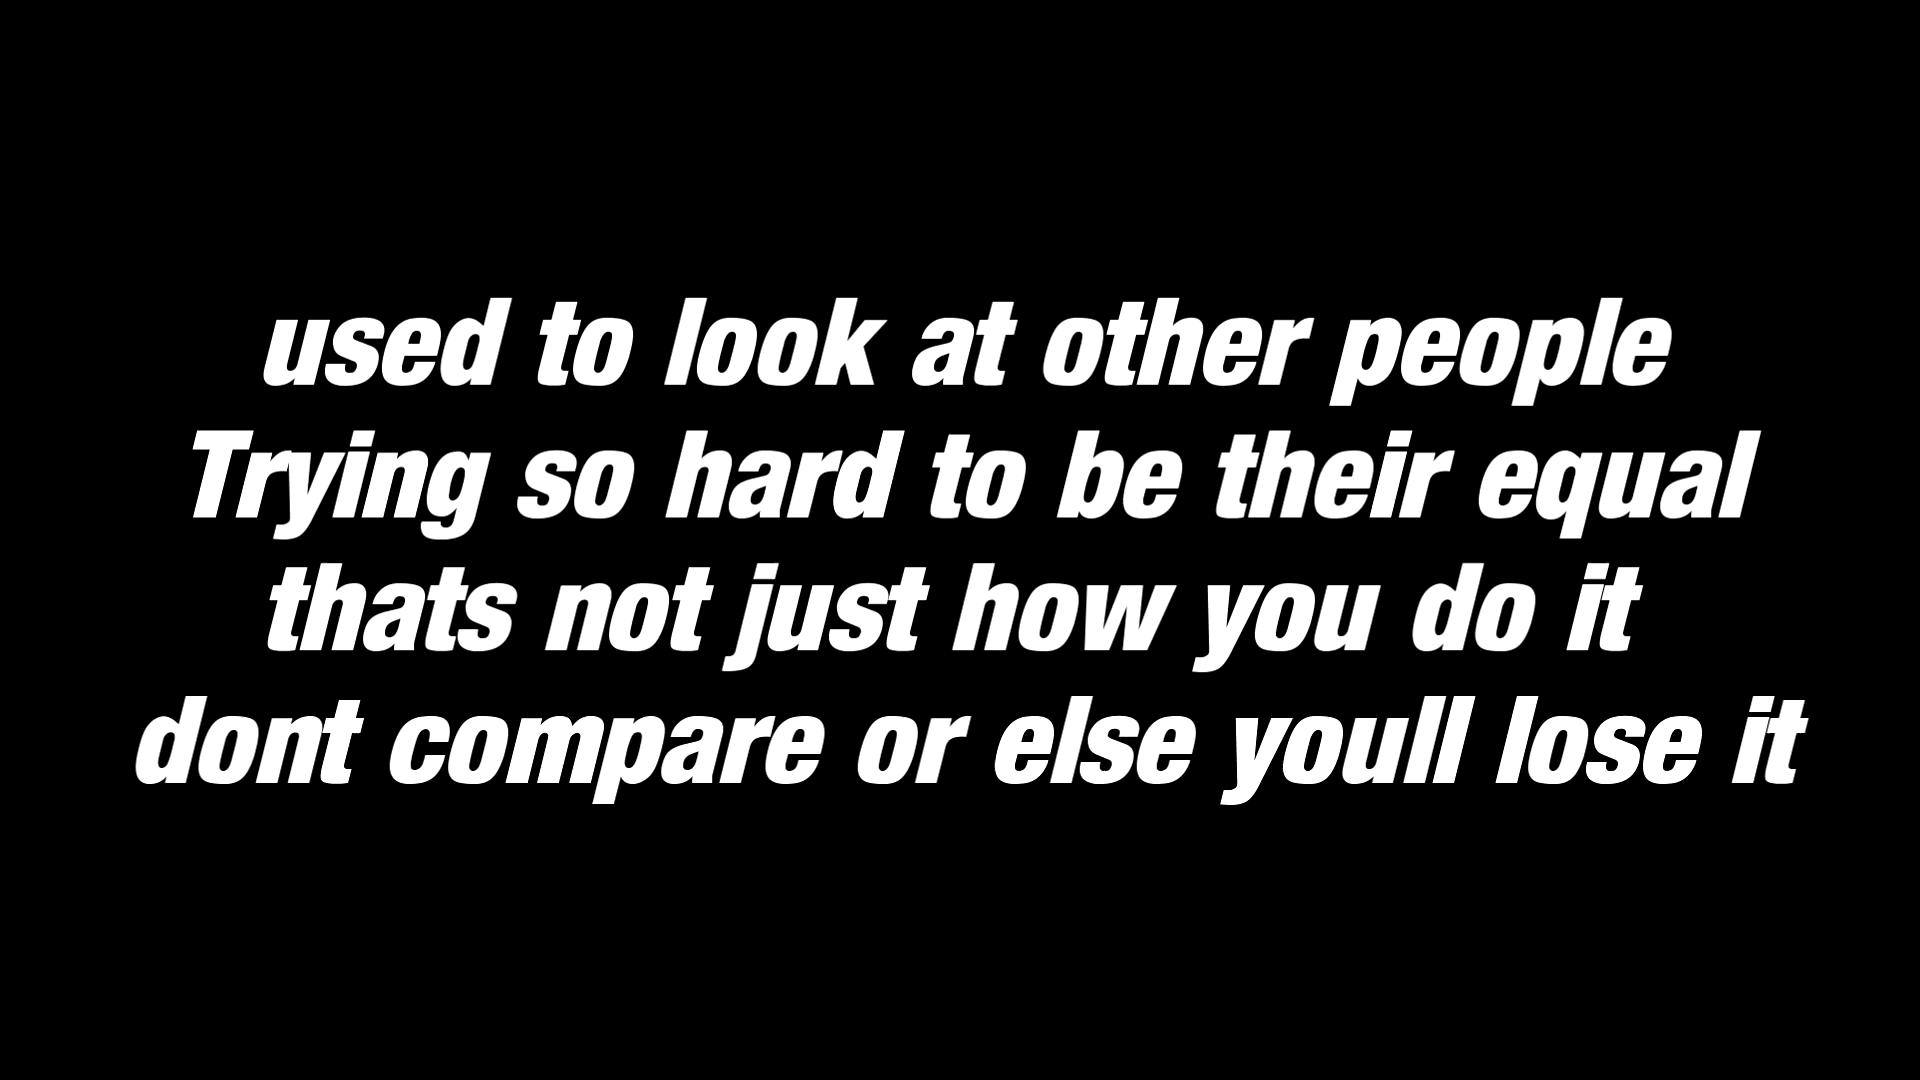 used to look at other people
Trying so hard to be their equal
thats not just how you do it
dont compare or else youll lose it